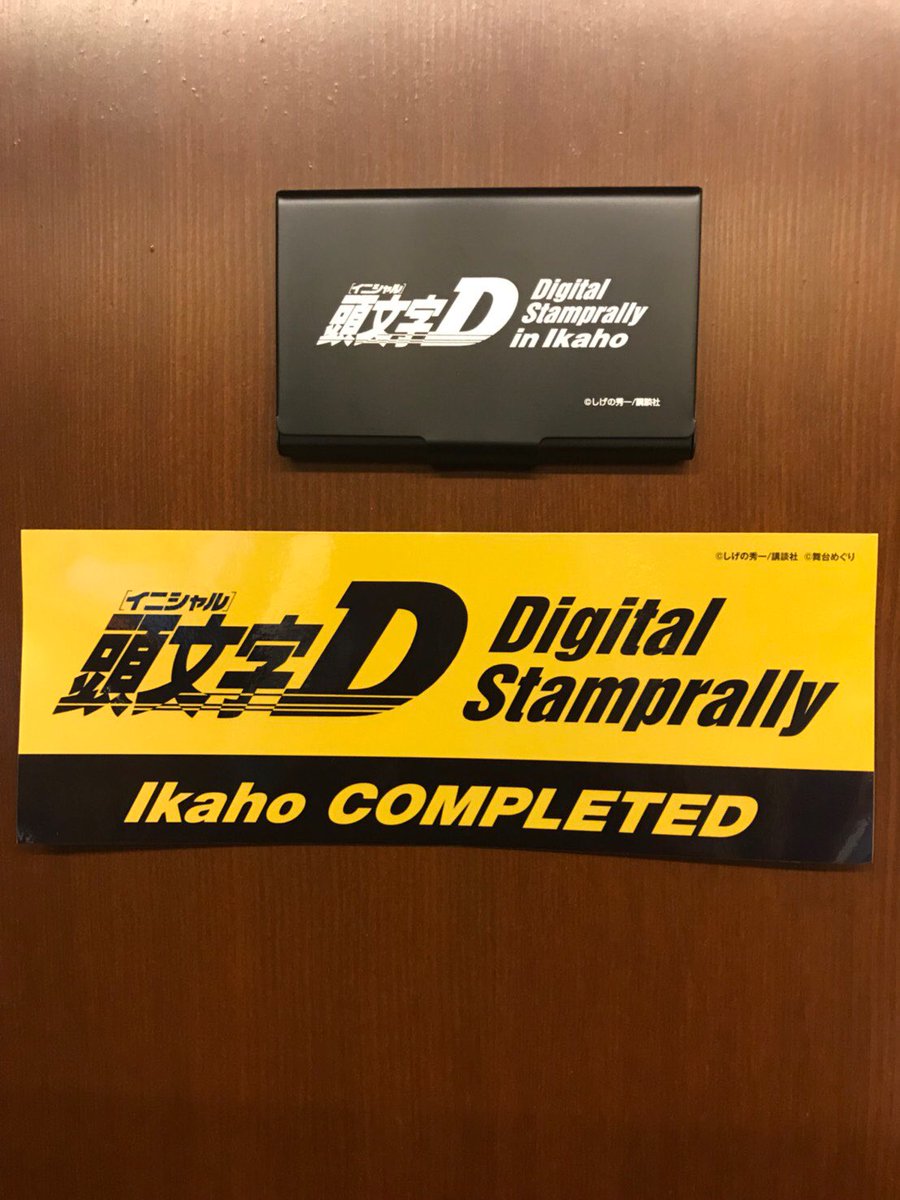 [イニシャル]
頭文字D
Digital
Stamprally
in Ikaho
©しげの秀一/講談社
©しげの秀一/講談社 ©舞台めぐり
[イニシャル]
頭文字D
Digital
Stamprally
Ikaho COMPLETED